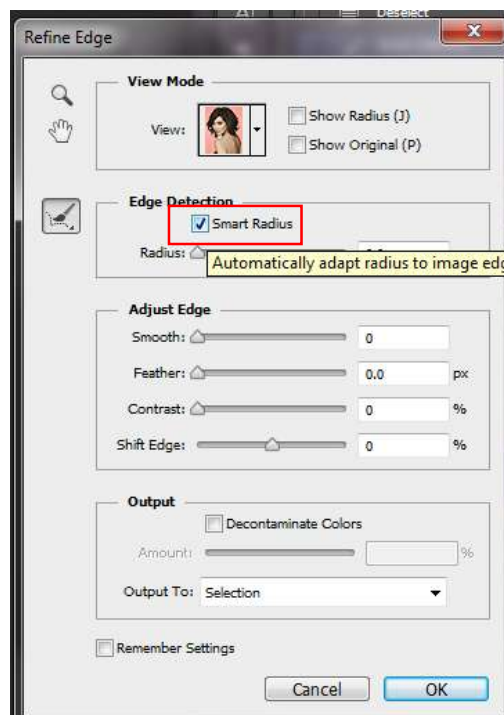 Deselect
Refine Edge
View Mode
View:
Show Radius (J)
Show Original (P)
Edge Detection
Smart Radius
Radius:
Automatically adapt radius to image edg
Adjust Edge
Smooth: 0
Feather: 0.0 px
Contrast: 0 %
Shift Edge: 0 %
Output
Decontaminate Colors
Amount: %
Output To: Selection
Remember Settings
Cancel OK